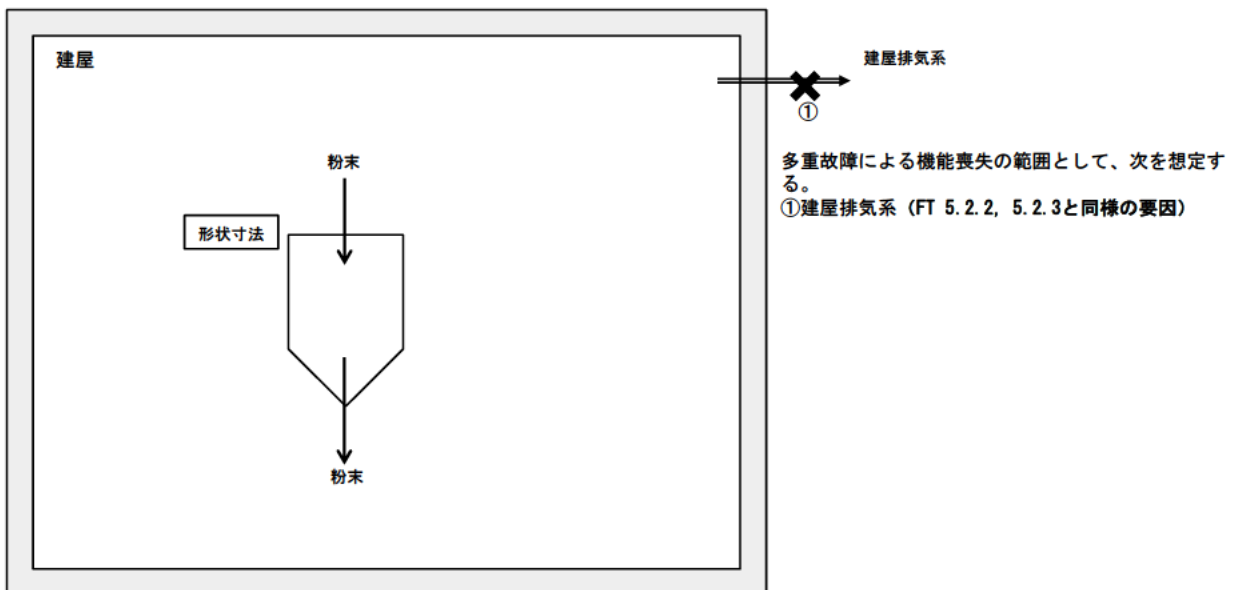 建屋
建屋排気系
①
多重故障による機能喪失の範囲として、次を想定す
る。
①建屋排気系（FT 5.2.2, 5.2.3と同様の要因）
粉末
形状寸法
粉末